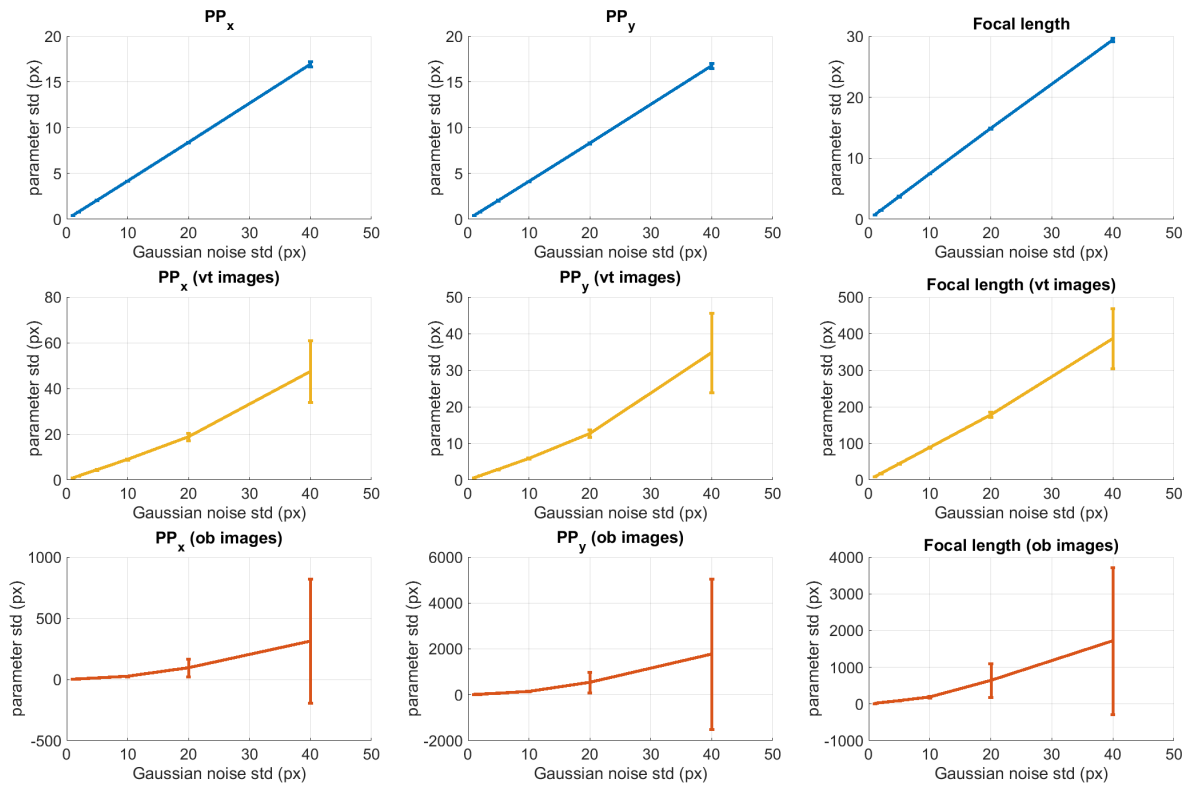 PPx
PPy
Focal length
parameter std (px)
20
15
10
5
0
0 10 20 30 40 50
Gaussian noise std (px)
parameter std (px)
20
15
10
5
0
0 10 20 30 40 50
Gaussian noise std (px)
parameter std (px)
30
20
10
0
0 10 20 30 40 50
Gaussian noise std (px)
PPx (vt images)
PPy (vt images)
Focal length (vt images)
parameter std (px)
80
60
40
20
0
0 10 20 30 40 50
Gaussian noise std (px)
parameter std (px)
50
40
30
20
10
0
0 10 20 30 40 50
Gaussian noise std (px)
parameter std (px)
500
400
300
200
100
0
0 10 20 30 40 50
Gaussian noise std (px)
PPx (ob images)
PPy (ob images)
Focal length (ob images)
parameter std (px)
1000
500
0
-500
0 10 20 30 40 50
Gaussian noise std (px)
parameter std (px)
6000
4000
2000
0
-2000
0 10 20 30 40 50
Gaussian noise std (px)
parameter std (px)
4000
3000
2000
1000
0
-1000
0 10 20 30 40 50
Gaussian noise std (px)